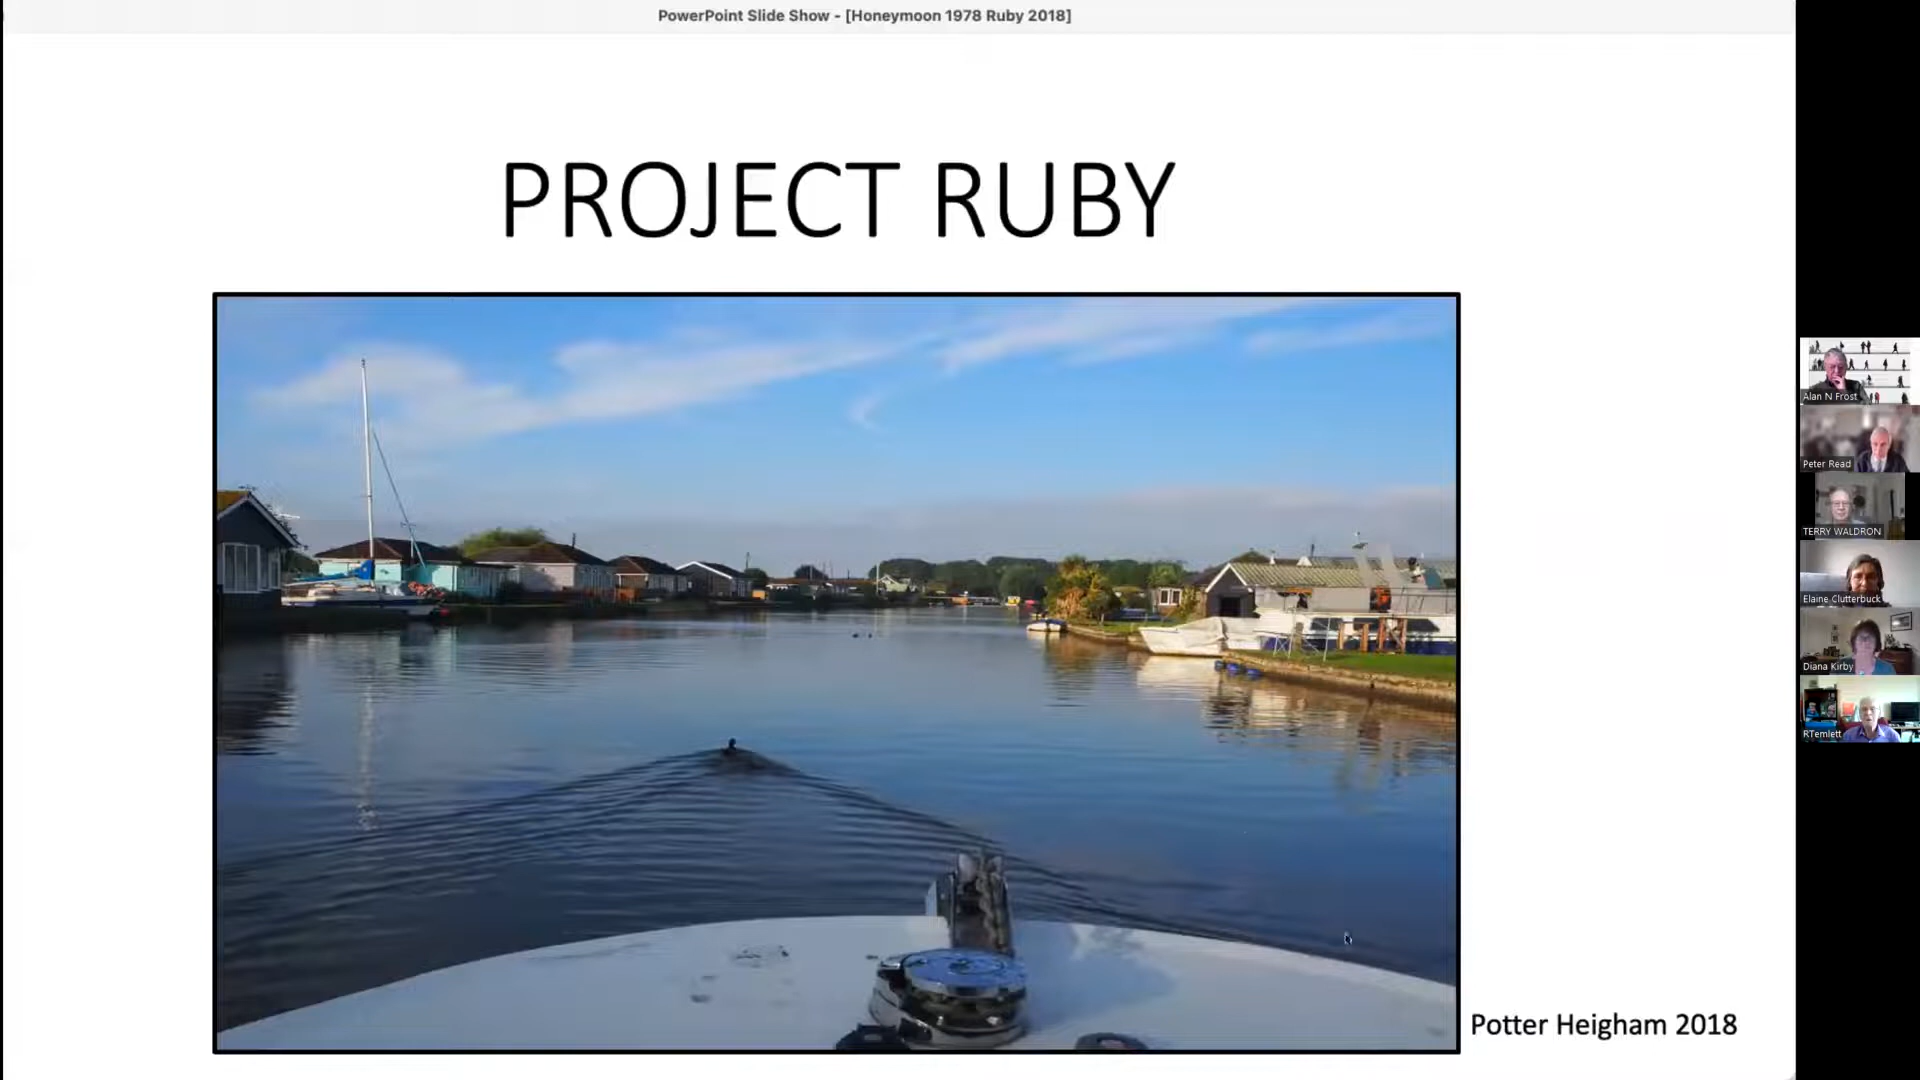 PowerPoint Slide Show - [Honeymoon 1978 Ruby 2018]
PROJECT RUBY
Potter Heigham 2018
Alan N Frost
Peter Read
TERRY WALDRON
Elaine Clutterbuck
Diana Kirby
RTemlett